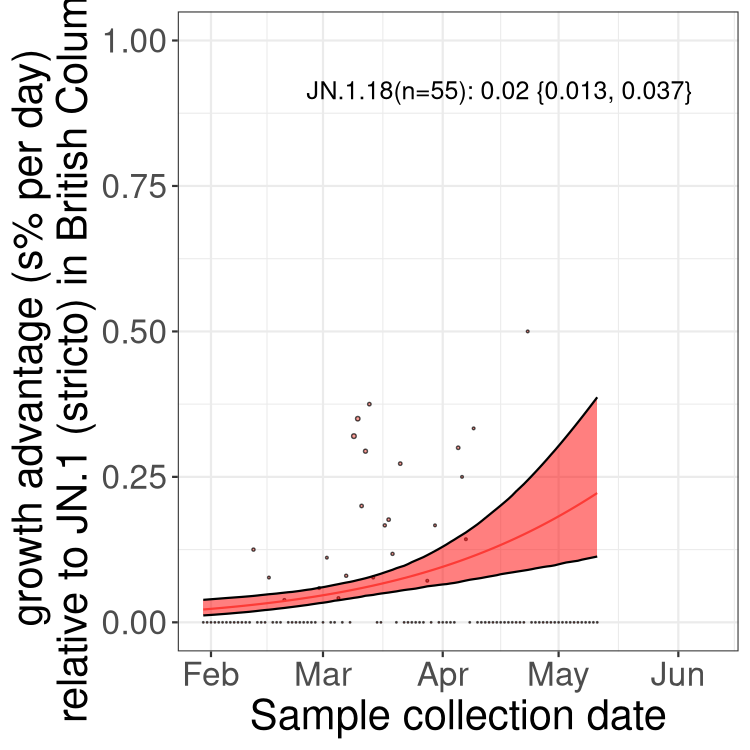 growth advantage (s% per day)
relative to JN.1 (stricto) in British Colum
1.00
0.75
0.50
0.25
0.00
JN.1.18(n=55): 0.02 {0.013, 0.037}
Feb Mar Apr May Jun
Sample collection date